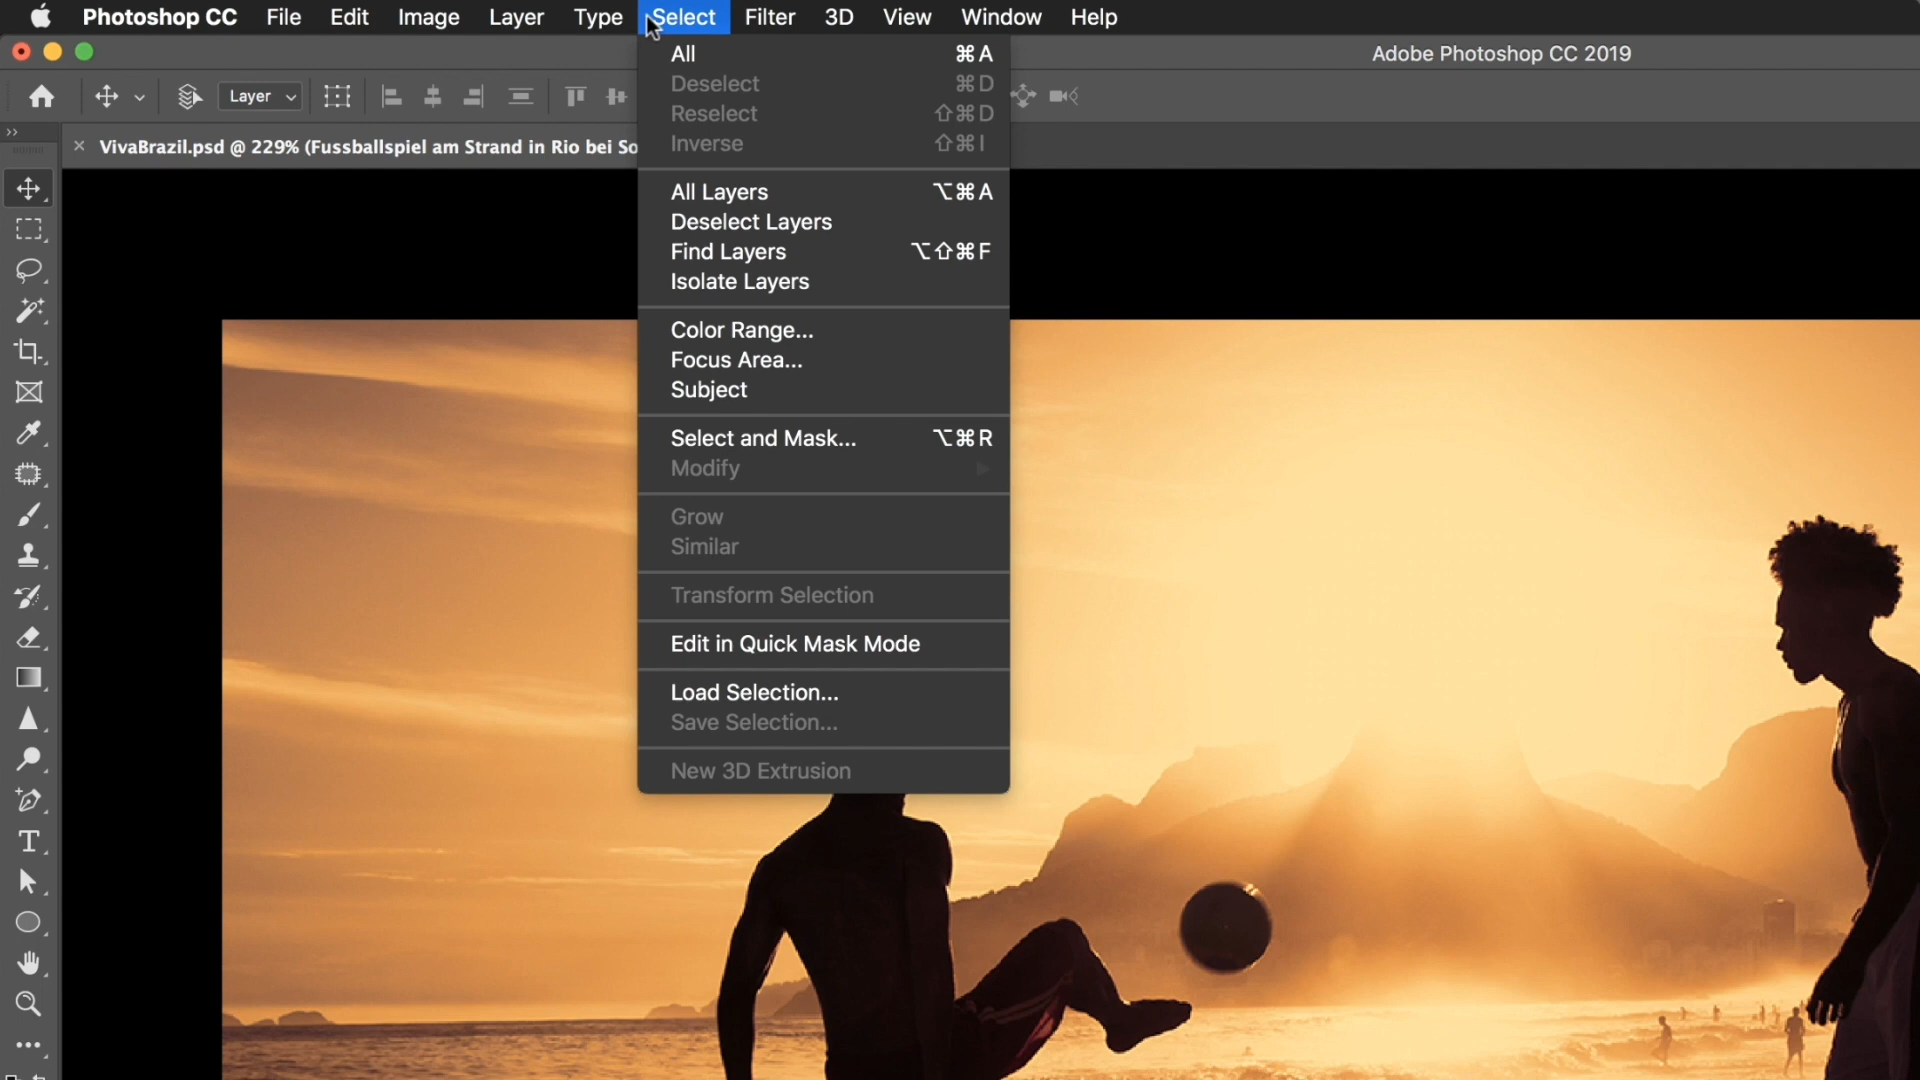 Photoshop CC File Edit Image Layer Type Select Filter 3D View Window Help
Adobe Photoshop CC 2019
Layer
VivaBrazil.psd @ 229% (Fussballspiel am Strand in Rio bei So
All ⌘A
Deselect ⌘D
Reselect ⇧⌘D
Inverse ⇧⌘I
All Layers ⌥⌘A
Deselect Layers
Find Layers ⌥⇧⌘F
Isolate Layers
Color Range...
Focus Area...
Subject
Select and Mask... ⌥⌘R
Modify
Grow
Similar
Transform Selection
Edit in Quick Mask Mode
Load Selection...
Save Selection...
New 3D Extrusion